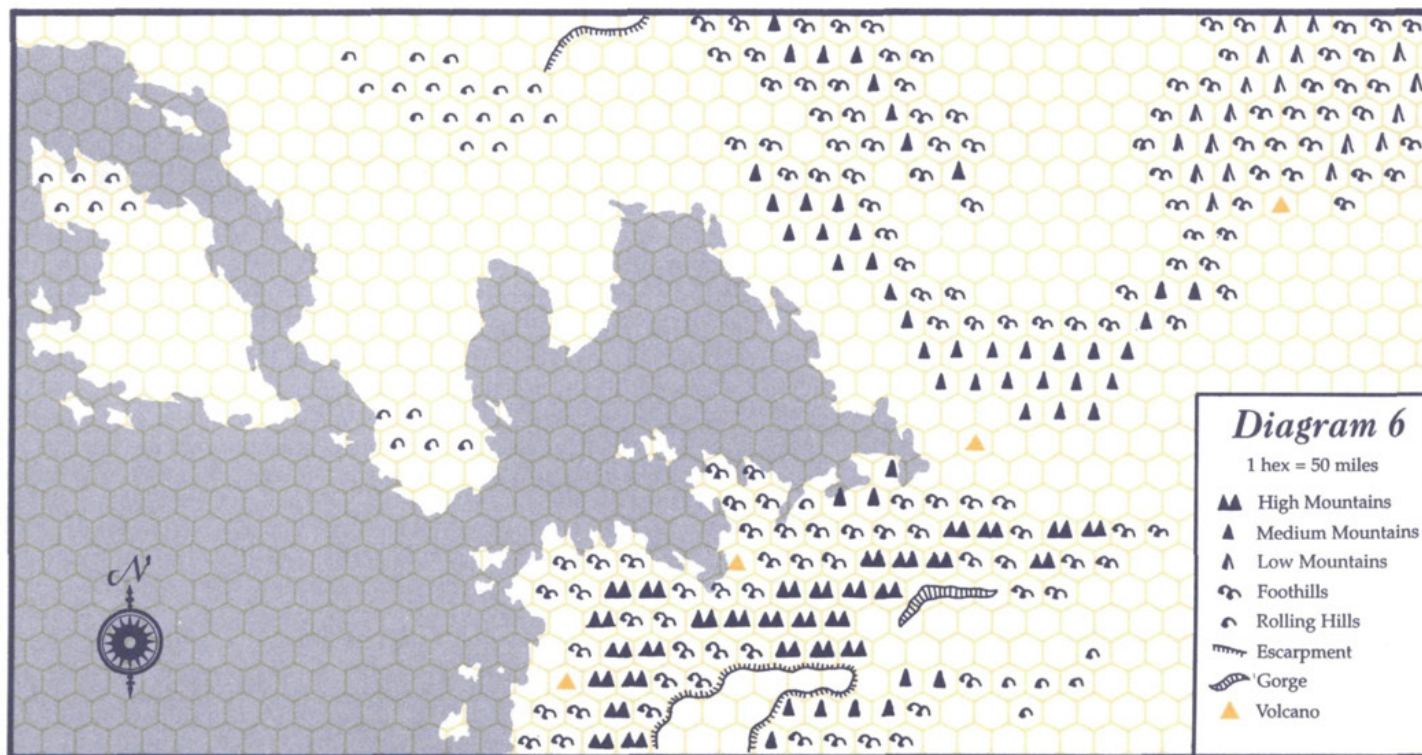 N
Diagram 6
1 hex = 50 miles
High Mountains
Medium Mountains
Low Mountains
Foothills
Rolling Hills
Escarpment
Gorge
Volcano